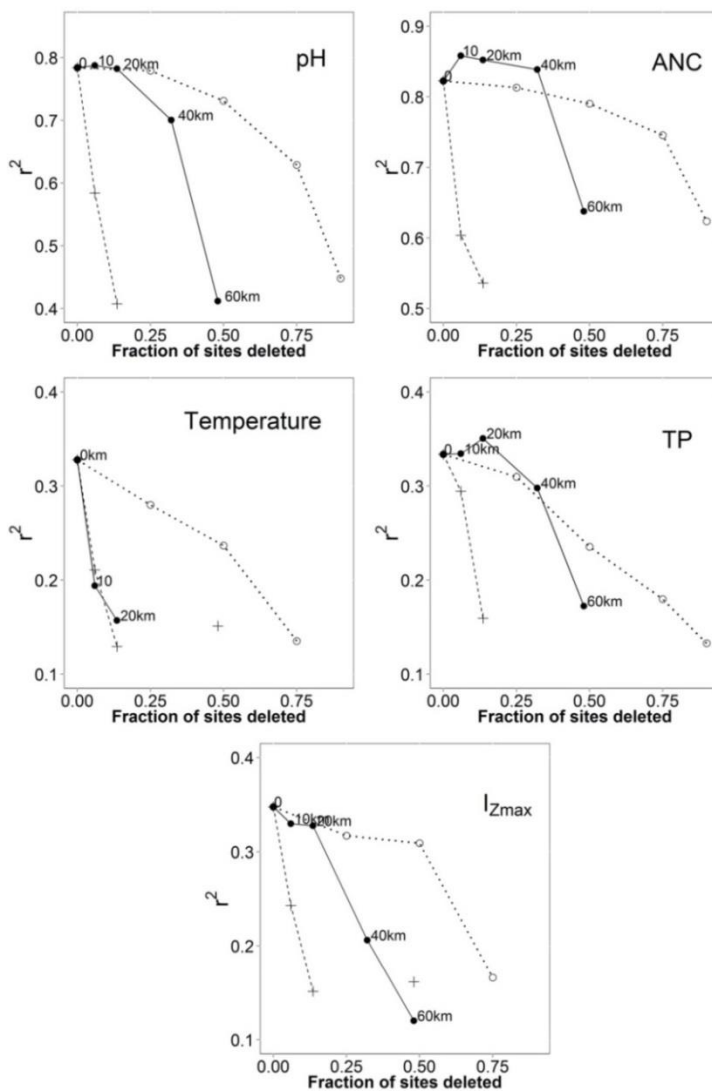 pH
0.8
0.7
0.6
0.5
0.4
r²
0
10
20km
40km
60km
0.00 0.25 0.50 0.75
Fraction of sites deleted
ANC
0.9
0.8
0.7
0.6
0.5
r²
0
10
20km
40km
60km
0.00 0.25 0.50 0.75
Fraction of sites deleted
Temperature
0.4
0.3
0.2
0.1
r²
0km
10
20km
0.00 0.25 0.50 0.75
Fraction of sites deleted
TP
0.4
0.3
0.2
0.1
r²
0
10km
20km
40km
60km
0.00 0.25 0.50 0.75
Fraction of sites deleted
I_Zmax
0.4
0.3
0.2
0.1
r²
0
10km
20km
40km
60km
0.00 0.25 0.50 0.75
Fraction of sites deleted